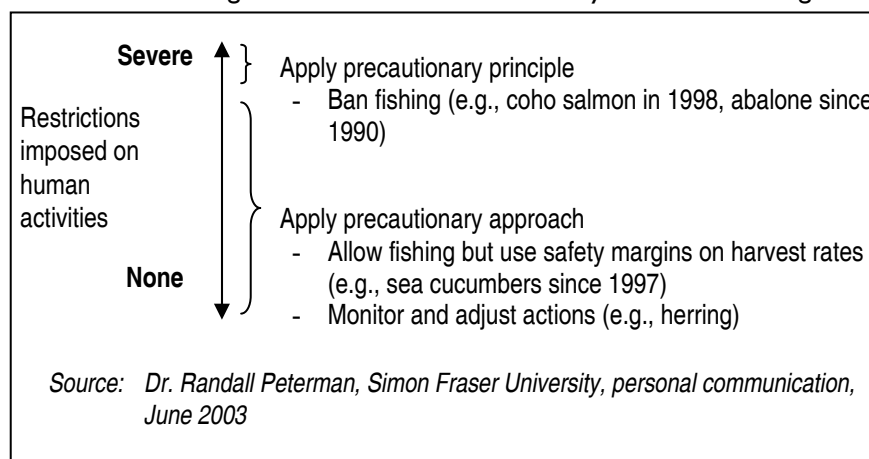 Severe
Apply precautionary principle
- Ban fishing (e.g., coho salmon in 1998, abalone since
1990)
Restrictions
imposed on
human
activities
Apply precautionary approach
- Allow fishing but use safety margins on harvest rates
(e.g., sea cucumbers since 1997)
None
- Monitor and adjust actions (e.g., herring)
Source: Dr. Randall Peterman, Simon Fraser University, personal communication,
June 2003